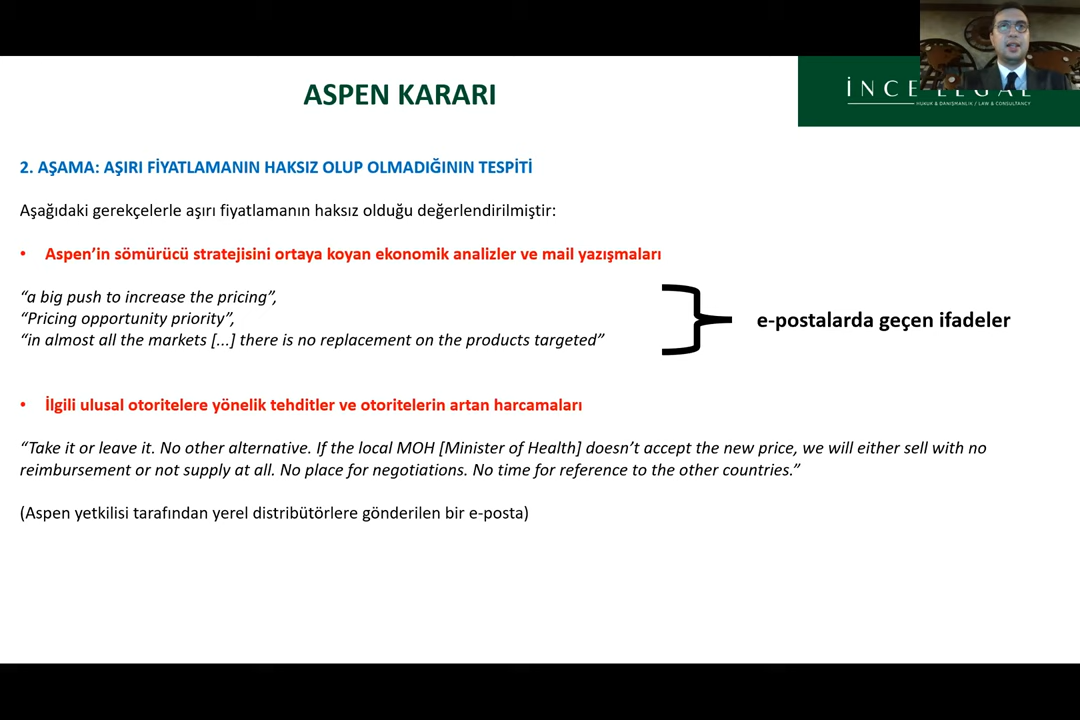 ASPEN KARARI
HUKUK & DANIŞMANLIK / LAW & CONSULTANCY
2. AŞAMA: AŞIRI FİYATLAMANIN HAKSIZ OLUP OLMADIĞININ TESPİTİ
Aşağıdaki gerekçelerle aşırı fiyatlamanın haksız olduğu değerlendirilmiştir:
• Aspen’in sömürücü stratejisini ortaya koyan ekonomik analizler ve mail yazışmaları
“a big push to increase the pricing”,
“Pricing opportunity priority”,
“in almost all the markets [...] there is no replacement on the products targeted”
e-postalarda geçen ifadeler
• İlgili ulusal otoritelere yönelik tehditler ve otoritelerin artan harcamaları
“Take it or leave it. No other alternative. If the local MOH [Minister of Health] doesn’t accept the new price, we will either sell with no
reimbursement or not supply at all. No place for negotiations. No time for reference to the other countries.”
(Aspen yetkilisi tarafından yerel distribütörlere gönderilen bir e-posta)